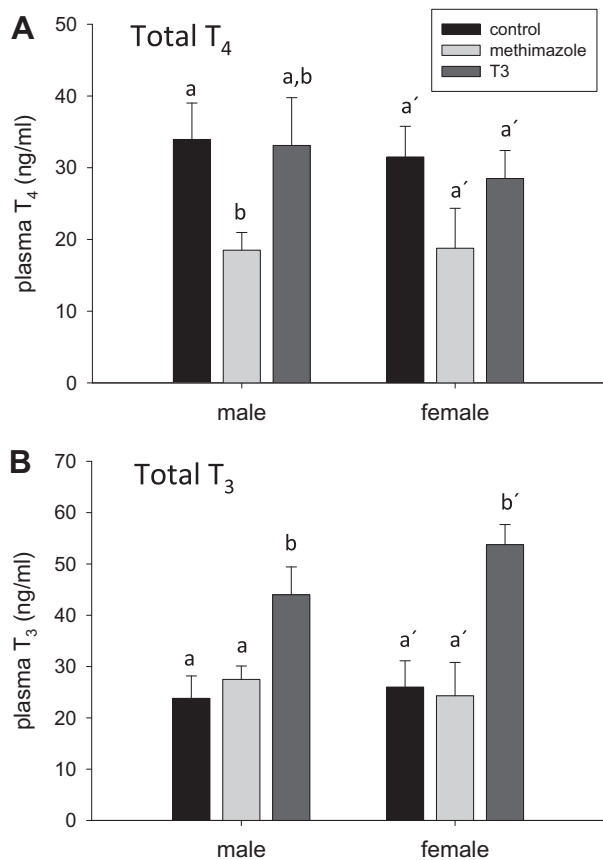 A
Total T₄
control
methimazole
T3
plasma T₄ (ng/ml)
50
40
30
20
10
0
a
b
a,b
a´
a´
a´
male
female
B
Total T₃
plasma T₃ (ng/ml)
70
60
50
40
30
20
10
0
a
a
b
a´
a´
b´
male
female